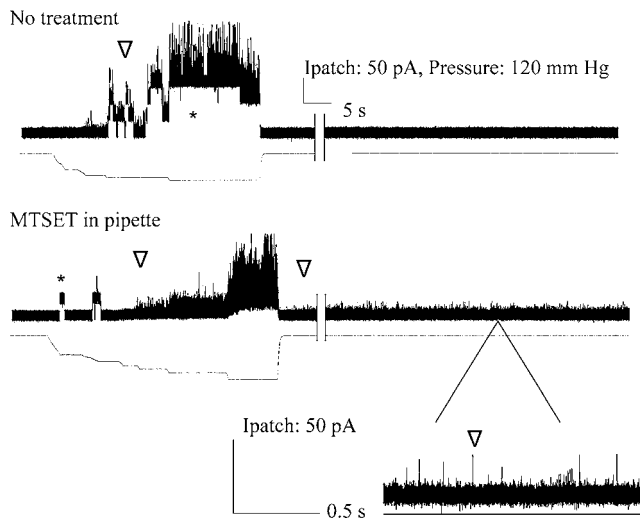 No treatment
Ipatch: 50 pA, Pressure: 120 mm Hg
5 s
*
MTSET in pipette
*
Ipatch: 50 pA
0.5 s